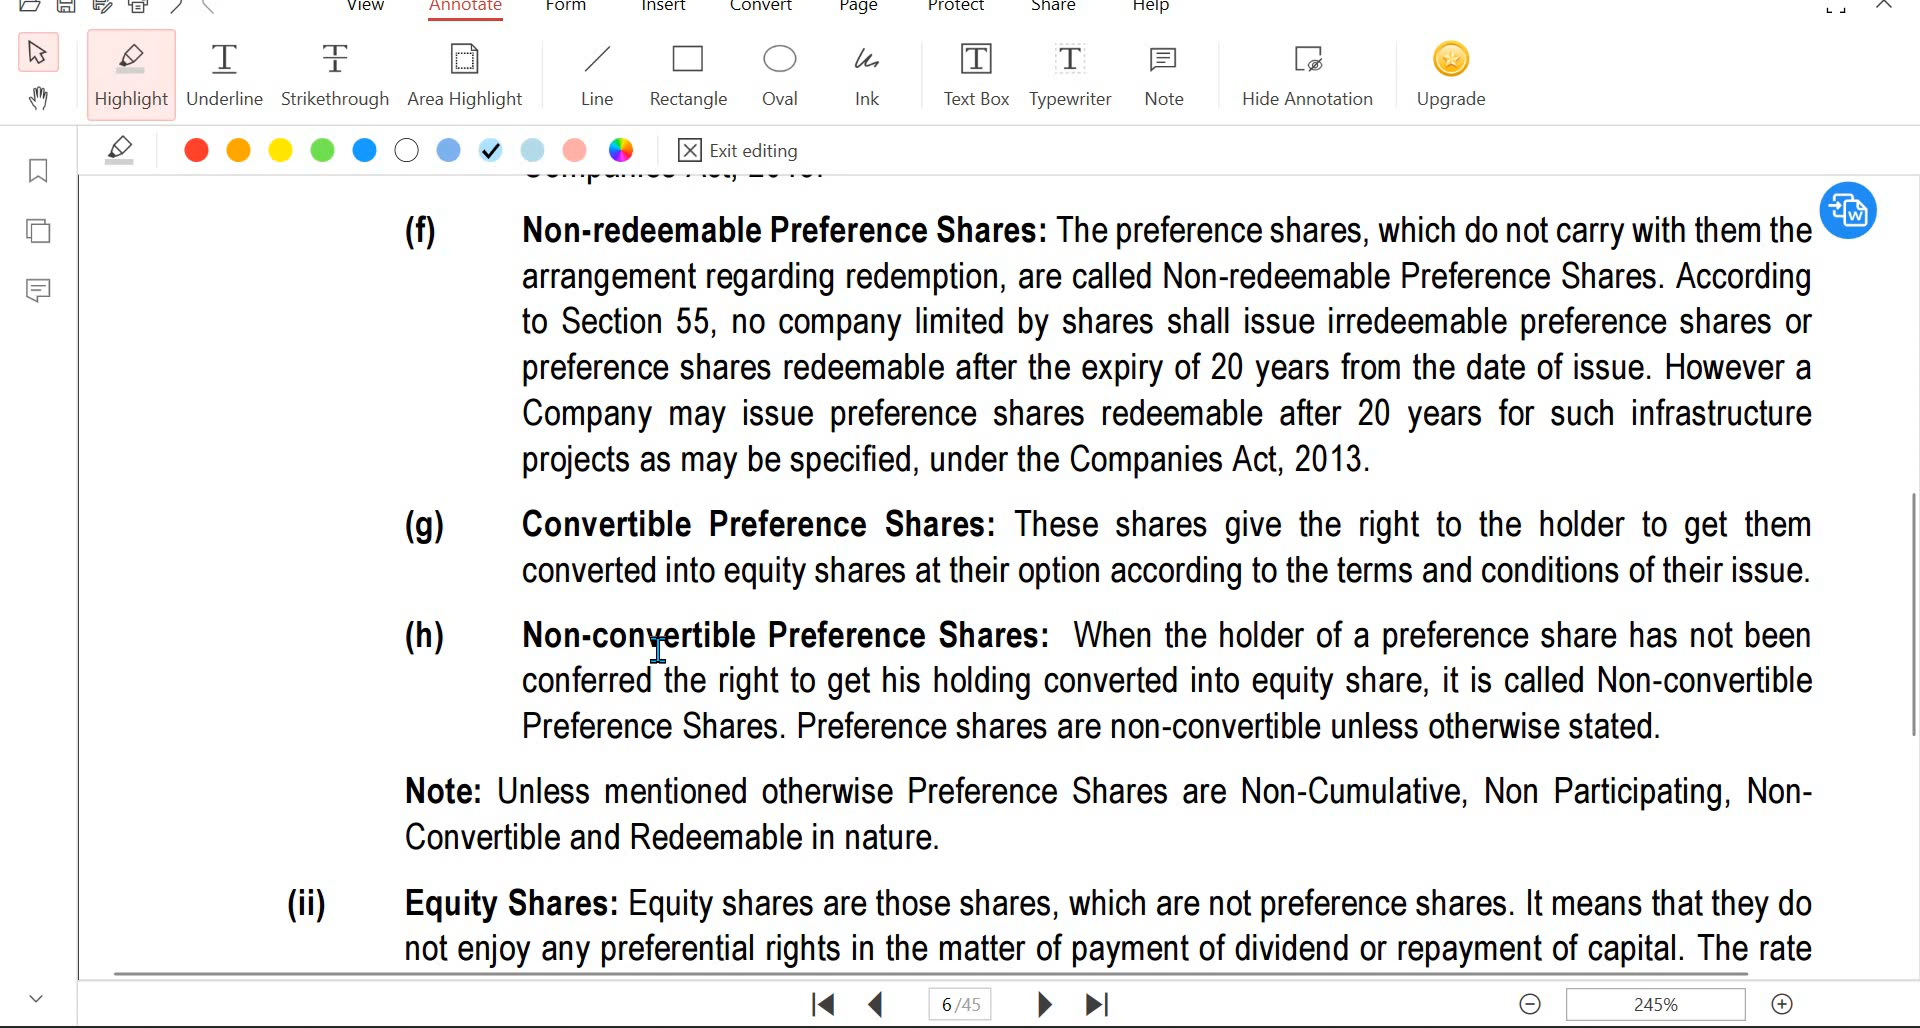 View Annotate Form Insert Convert Page Protect Share Help
Highlight Underline Strikethrough Area Highlight Line Rectangle Oval Ink Text Box Typewriter Note Hide Annotation Upgrade
Exit editing
Companies Act, 2013.
(f) Non-redeemable Preference Shares: The preference shares, which do not carry with them the
arrangement regarding redemption, are called Non-redeemable Preference Shares. According
to Section 55, no company limited by shares shall issue irredeemable preference shares or
preference shares redeemable after the expiry of 20 years from the date of issue. However a
Company may issue preference shares redeemable after 20 years for such infrastructure
projects as may be specified, under the Companies Act, 2013.
(g) Convertible Preference Shares: These shares give the right to the holder to get them
converted into equity shares at their option according to the terms and conditions of their issue.
(h) Non-convertible Preference Shares: When the holder of a preference share has not been
conferred the right to get his holding converted into equity share, it is called Non-convertible
Preference Shares. Preference shares are non-convertible unless otherwise stated.
Note: Unless mentioned otherwise Preference Shares are Non-Cumulative, Non Participating, Non-
Convertible and Redeemable in nature.
(ii) Equity Shares: Equity shares are those shares, which are not preference shares. It means that they do
not enjoy any preferential rights in the matter of payment of dividend or repayment of capital. The rate
6 /45 245%